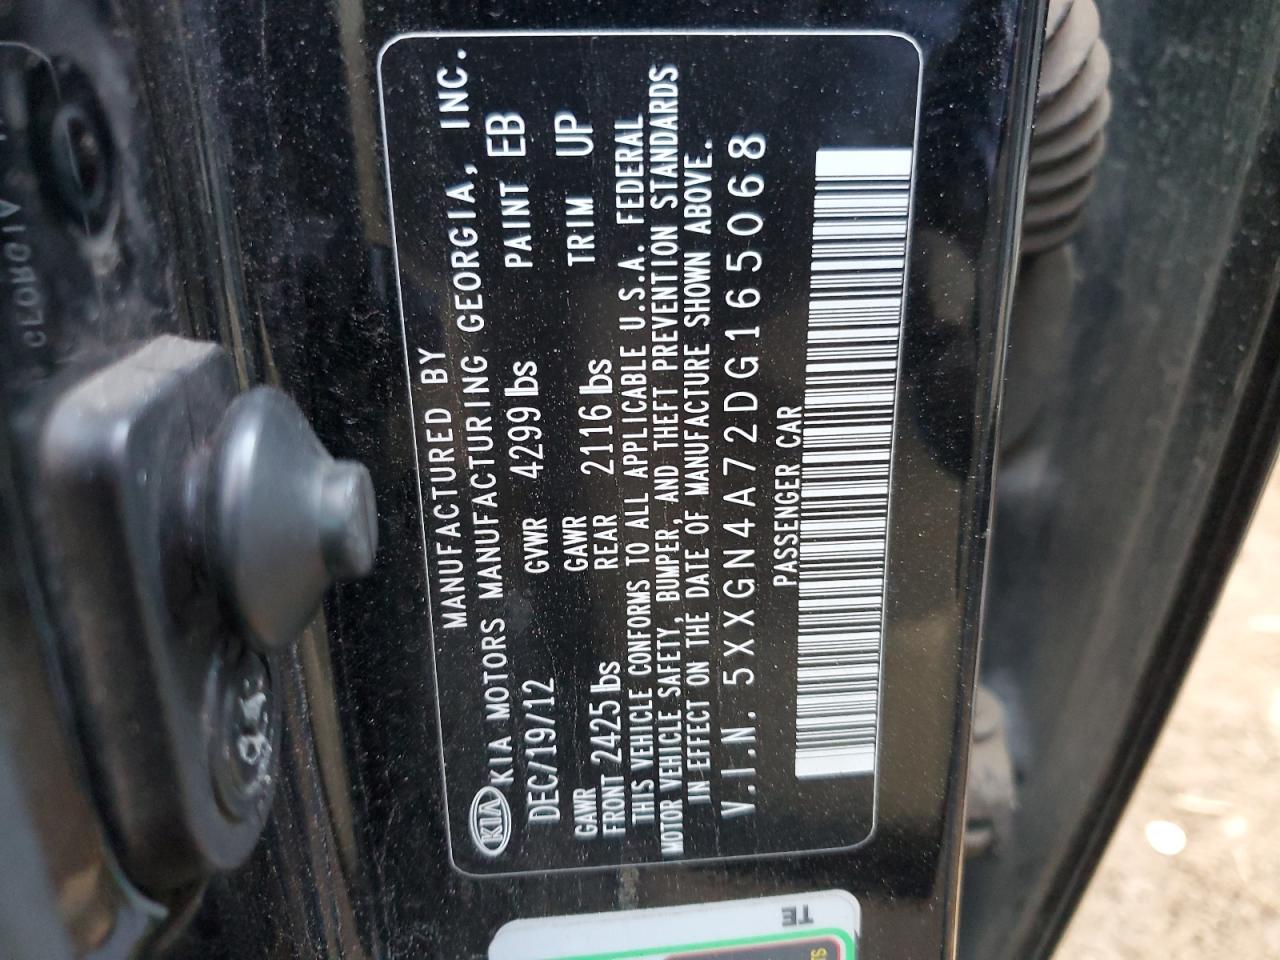 MANUFACTURED BY
KIA KIA MOTORS MANUFACTURING GEORGIA, INC.
DEC/19/12 GVWR 4299 lbs PAINT EB
GAWR FRONT 2425 lbs GAWR REAR 2116 lbs TRIM UP
THIS VEHICLE CONFORMS TO ALL APPLICABLE U.S.A. FEDERAL
MOTOR VEHICLE SAFETY, BUMPER, AND THEFT PREVENTION STANDARDS
IN EFFECT ON THE DATE OF MANUFACTURE SHOWN ABOVE.
V.I.N. 5XXGN4A72DG165068
PASSENGER CAR